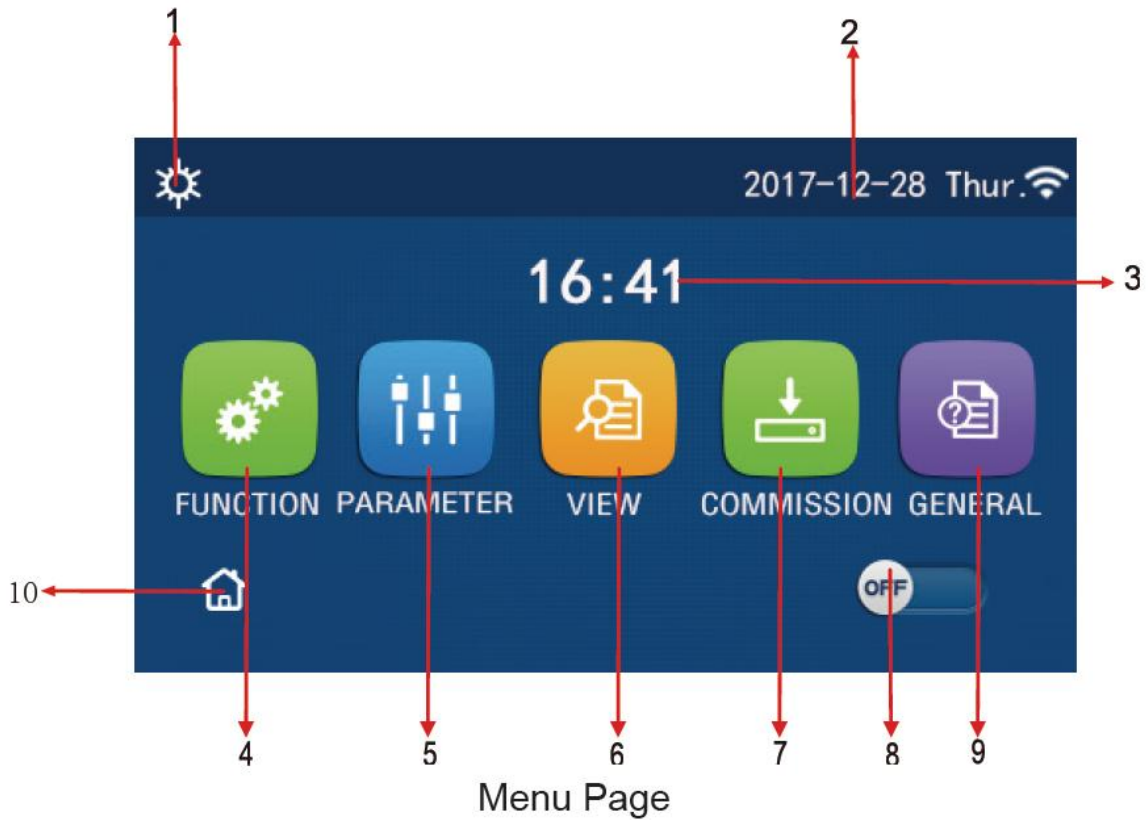 1
2
2017-12-28 Thur.
16:41
3
FUNCTION PARAMETER VIEW COMMISSION GENERAL
10
OFF
4 5 6 7 8 9
Menu Page